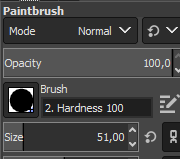 Paintbrush
Mode Normal
Opacity 100,0
Brush
2. Hardness 100
Size 51,00